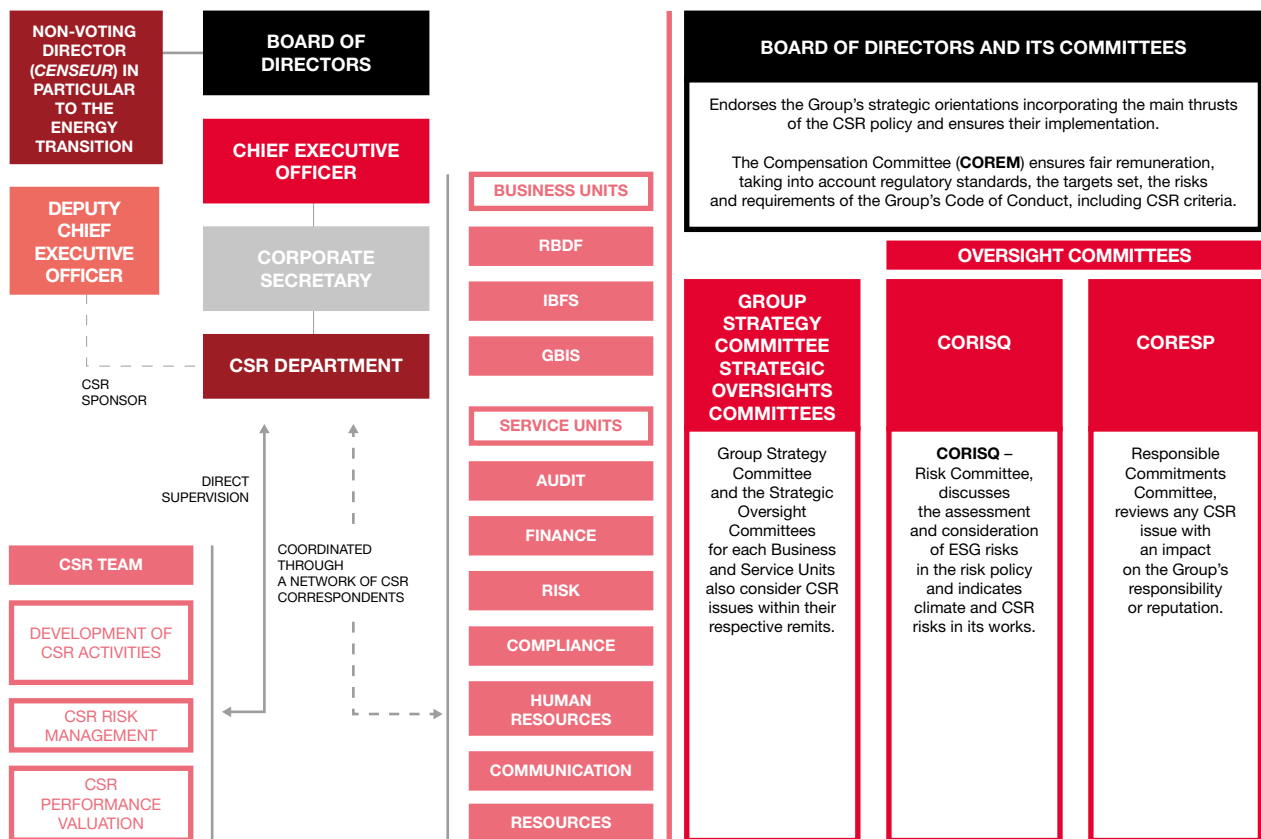 NON-VOTING
DIRECTOR
(CENSEUR) IN
PARTICULAR
TO THE
ENERGY
TRANSITION
BOARD OF
DIRECTORS
CHIEF EXECUTIVE
OFFICER
DEPUTY
CHIEF
EXECUTIVE
OFFICER
CORPORATE
SECRETARY
CSR DEPARTMENT
CSR
SPONSOR
DIRECT
SUPERVISION
COORDINATED
THROUGH
A NETWORK OF CSR
CORRESPONDENTS
CSR TEAM
DEVELOPMENT OF
CSR ACTIVITIES
CSR RISK
MANAGEMENT
CSR
PERFORMANCE
VALUATION
BUSINESS UNITS
RBDF
IBFS
GBIS
SERVICE UNITS
AUDIT
FINANCE
RISK
COMPLIANCE
HUMAN
RESOURCES
COMMUNICATION
RESOURCES
BOARD OF DIRECTORS AND ITS COMMITTEES
Endorses the Group's strategic orientations incorporating the main thrusts
of the CSR policy and ensures their implementation.
The Compensation Committee (COREM) ensures fair remuneration,
taking into account regulatory standards, the targets set, the risks
and requirements of the Group's Code of Conduct, including CSR criteria.
OVERSIGHT COMMITTEES
GROUP
STRATEGY
COMMITTEE
STRATEGIC
OVERSIGHTS
COMMITTEES
Group Strategy
Committee
and the Strategic
Oversight
Committees
for each Business
and Service Units
also consider CSR
issues within their
respective remits.
CORISQ
CORISQ –
Risk Committee,
discusses
the assessment
and consideration
of ESG risks
in the risk policy
and indicates
climate and CSR
risks in its works.
CORESP
Responsible
Commitments
Committee,
reviews any CSR
issue with
an impact
on the Group's
responsibility
or reputation.